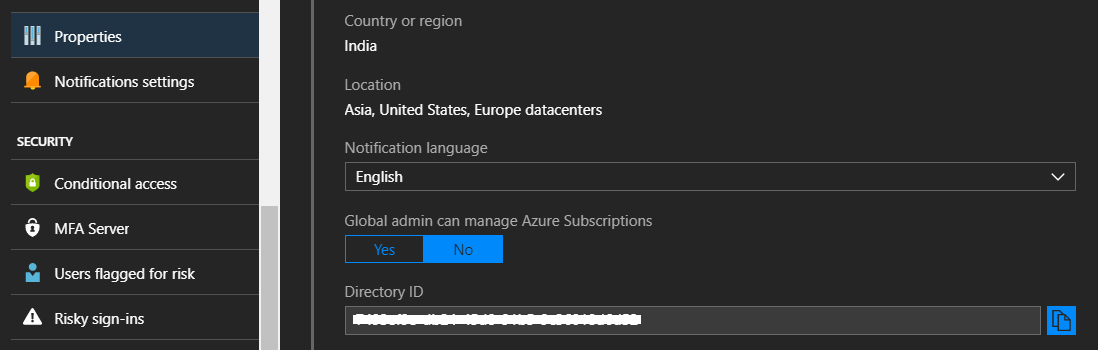 Properties
Notifications settings
SECURITY
Conditional access
MFA Server
Users flagged for risk
Risky sign-ins
Country or region
India
Location
Asia, United States, Europe datacenters
Notification language
English
Global admin can manage Azure Subscriptions
Yes No
Directory ID